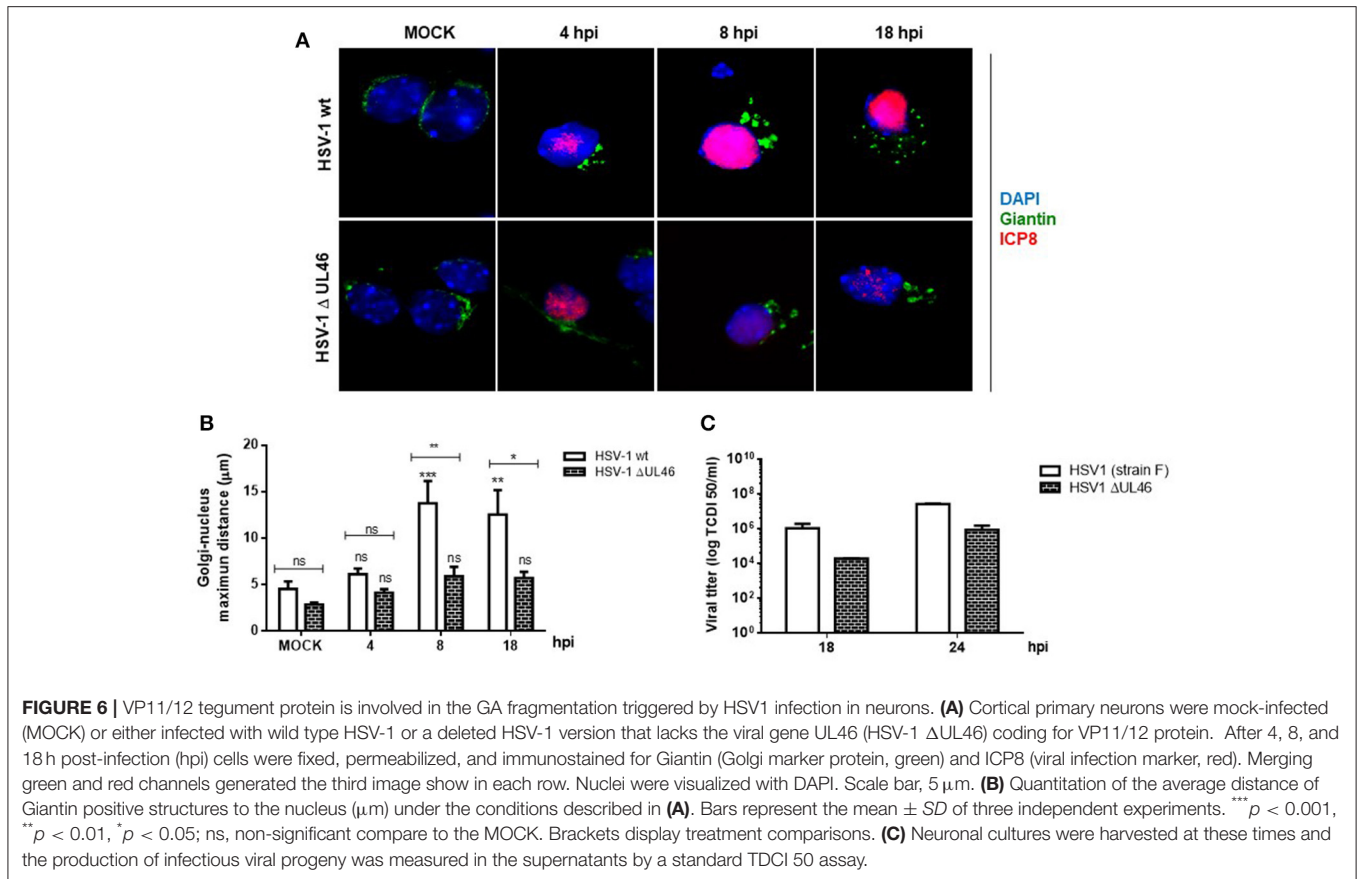 A
MOCK
4 hpi
8 hpi
18 hpi
HSV-1 wt
HSV-1 Δ UL46
DAPI
Giantin
ICP8
B
Golgi-nucleus
maximun distance (µm)
20
15
10
5
0
ns
ns
ns
ns
***
**
ns
**
*
ns
HSV-1 wt
HSV-1 ΔUL46
MOCK
4
8
18
hpi
C
Viral titer (log TCDI 50/ml)
10¹⁰
10⁸
10⁶
10⁴
10²
10⁰
HSV1 (strain F)
HSV1 ΔUL46
18
24
hpi
FIGURE 6 | VP11/12 tegument protein is involved in the GA fragmentation triggered by HSV1 infection in neurons. (A) Cortical primary neurons were mock-infected
(MOCK) or either infected with wild type HSV-1 or a deleted HSV-1 version that lacks the viral gene UL46 (HSV-1 ΔUL46) coding for VP11/12 protein. After 4, 8, and
18 h post-infection (hpi) cells were fixed, permeabilized, and immunostained for Giantin (Golgi marker protein, green) and ICP8 (viral infection marker, red). Merging
green and red channels generated the third image show in each row. Nuclei were visualized with DAPI. Scale bar, 5 µm. (B) Quantitation of the average distance of
Giantin positive structures to the nucleus (µm) under the conditions described in (A). Bars represent the mean ± SD of three independent experiments. ***p < 0.001,
**p < 0.01, *p < 0.05; ns, non-significant compare to the MOCK. Brackets display treatment comparisons. (C) Neuronal cultures were harvested at these times and
the production of infectious viral progeny was measured in the supernatants by a standard TDCI 50 assay.